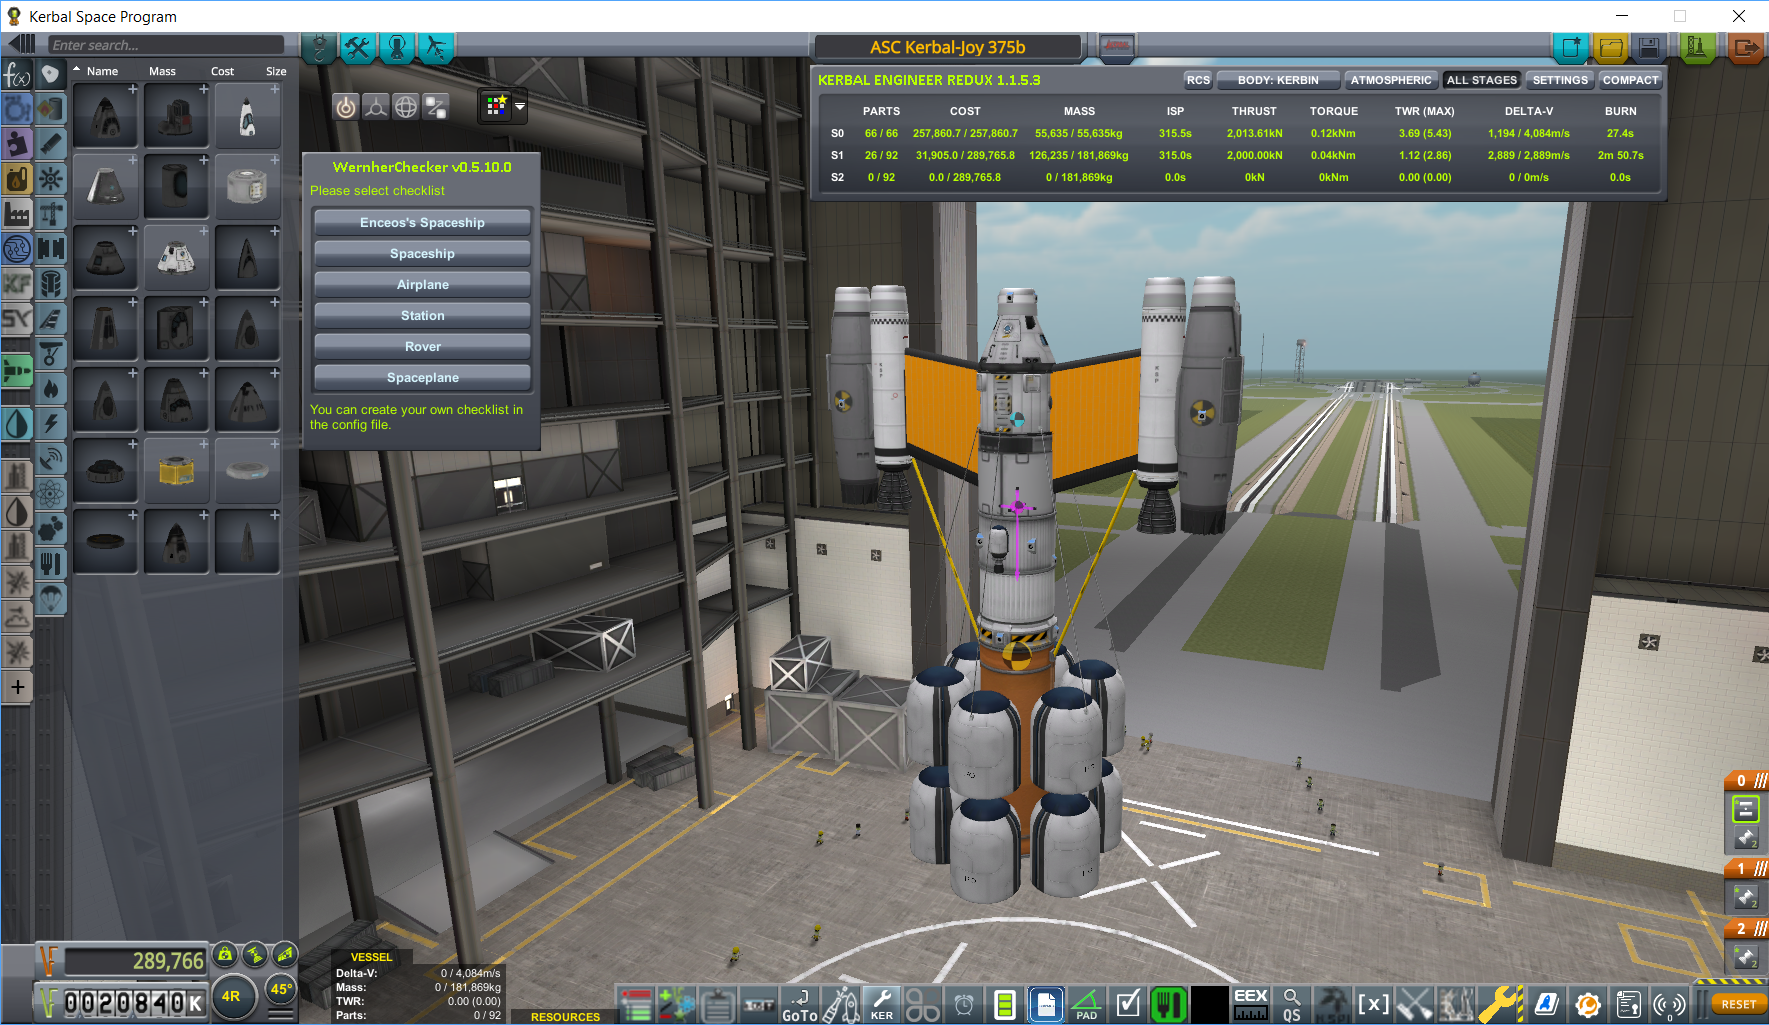 Kerbal Space Program
Enter search...
ASC Kerbal-Joy 375b
f(x) Name Mass Cost Size
KERBAL ENGINEER REDUX 1.1.5.3 RCS BODY: KERBIN ATMOSPHERIC ALL STAGES SETTINGS COMPACT
PARTS COST MASS ISP THRUST TORQUE TWR (MAX) DELTA-V BURN
S0 66 / 66 257,860.7 / 257,860.7 55,635 / 55,635kg 315.5s 2,013.61kN 0.12kNm 3.69 (5.43) 1,194 / 4,084m/s 27.4s
S1 26 / 92 31,905.0 / 289,765.8 126,235 / 181,869kg 315.0s 2,000.00kN 0.04kNm 1.12 (2.86) 2,889 / 2,889m/s 2m 50.7s
S2 0 / 92 0.0 / 289,765.8 0 / 181,869kg 0.0s 0kN 0kNm 0.00 (0.00) 0 / 0m/s 0.0s
WernherChecker v0.5.10.0
Please select checklist
Enceos's Spaceship
Spaceship
Airplane
Station
Rover
Spaceplane
You can create your own checklist in
the config file.
KF
SY
0
2
1
2
2
2
289,766
0020840K
4R
45°
VESSEL
Delta-V: 0 / 4,084m/s
Mass: 0 / 181,869kg
TWR: 0.00 (0.00)
Parts: 0 / 92
RESOURCES
GoTo
KER
PAD
EEX
QS
[x]
0
RESET